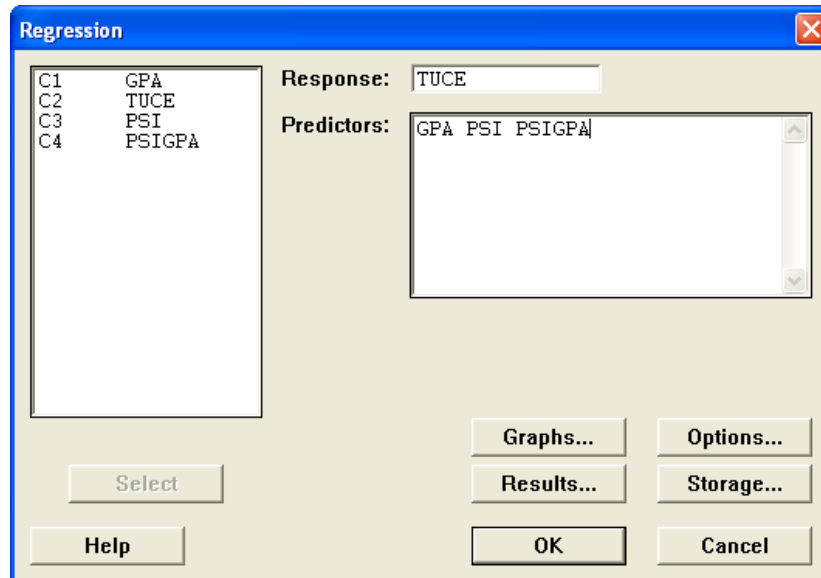 Regression
C1 GPA
C2 TUCE
C3 PSI
C4 PSIGPA
Response: TUCE
Predictors: GPA PSI PSIGPA
Graphs... Options...
Select Results... Storage...
Help OK Cancel